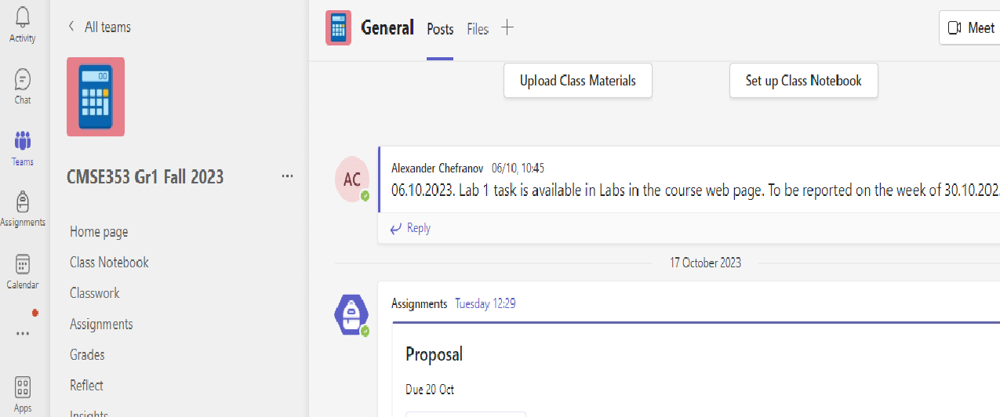 Activity
Chat
Teams
Assignments
Calendar
Apps
All teams
CMSE353 Gr1 Fall 2023
Home page
Class Notebook
Classwork
Assignments
Grades
Reflect
Insights
General Posts Files
Meet
Upload Class Materials
Set up Class Notebook
AC
Alexander Chefranov 06/10, 10:45
06.10.2023. Lab 1 task is available in Labs in the course web page. To be reported on the week of 30.10.202
Reply
17 October 2023
Assignments Tuesday 12:29
Proposal
Due 20 Oct